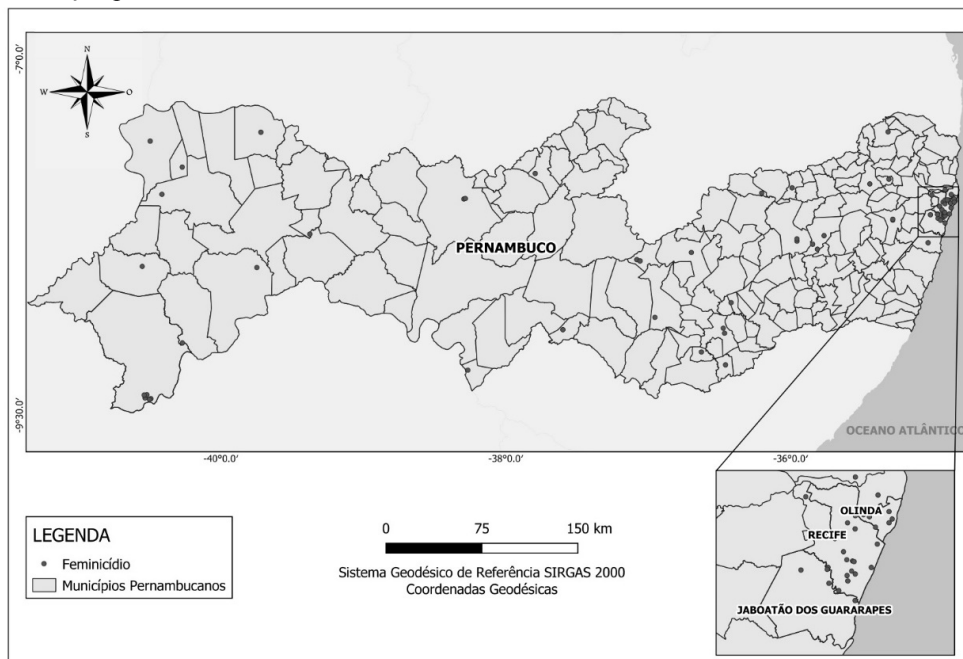 N
W O
S
-7°0.0'
-9°30.0'
PERNAMBUCO
OCEANO ATLÂNTICO
-40°0.0'
-38°0.0'
-36°0.0'
LEGENDA
Feminicídio
Municípios Pernambucanos
0 75 150 km
Sistema Geodésico de Referência SIRGAS 2000
Coordenadas Geodésicas
OLINDA
RECIFE
JABOATÃO DOS GUARARAPES